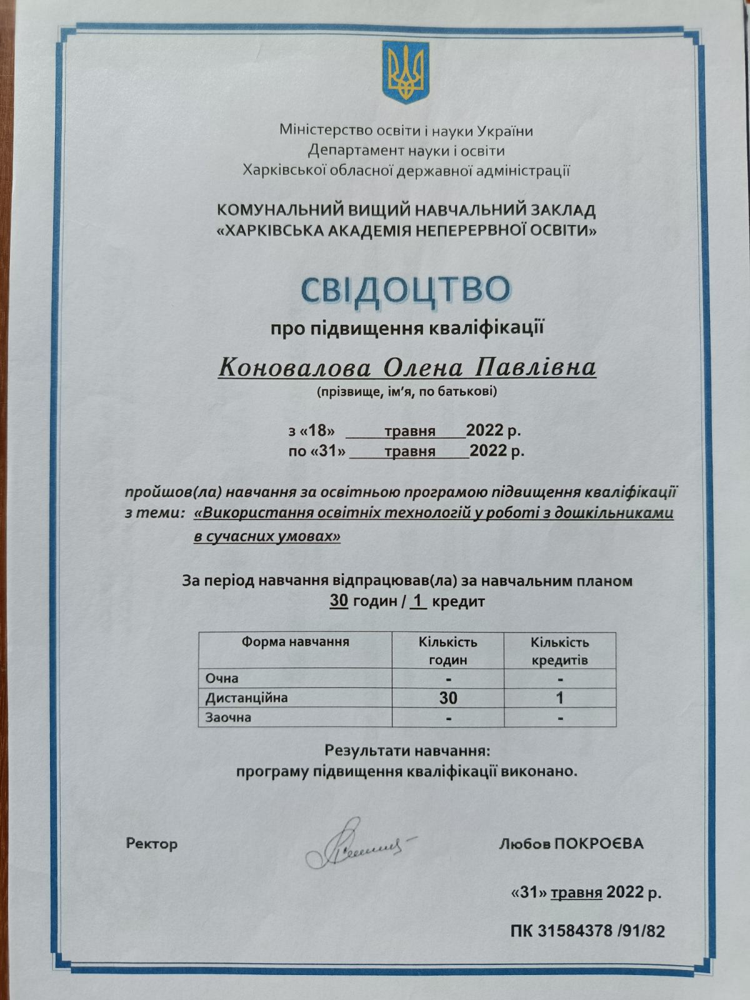 Міністерство освіти і науки України
Департамент науки і освіти
Харківської обласної державної адміністрації
КОМУНАЛЬНИЙ ВИЩИЙ НАВЧАЛЬНИЙ ЗАКЛАД
«ХАРКІВСЬКА АКАДЕМІЯ НЕПЕРЕРВНОЇ ОСВІТИ»
СВІДОЦТВО
про підвищення кваліфікації
Коновалова Олена Павлівна
(прізвище, ім’я, по батькові)
з «18» травня 2022 р.
по «31» травня 2022 р.
пройшов(ла) навчання за освітньою програмою підвищення кваліфікації
з теми: «Використання освітніх технологій у роботі з дошкільниками
в сучасних умовах»
За період навчання відпрацював(ла) за навчальним планом
30 годин / 1 кредит
Форма навчання Кількість годин Кількість кредитів
Очна - -
Дистанційна 30 1
Заочна - -
Результати навчання:
програму підвищення кваліфікації виконано.
Ректор Любов ПОКРОЄВА
«31» травня 2022 р.
ПК 31584378 /91/82